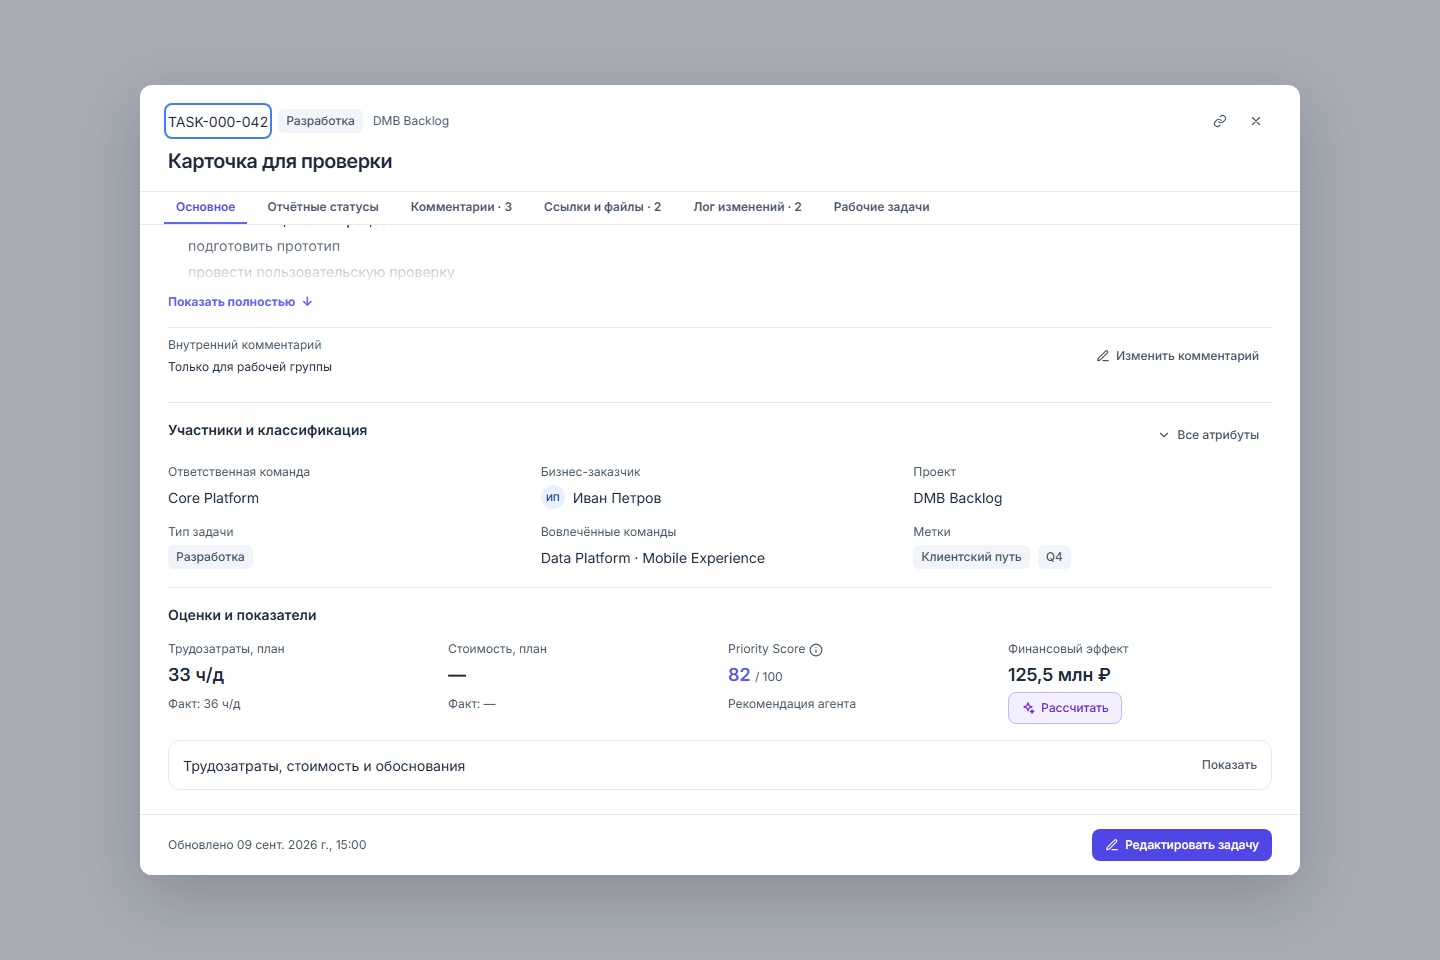 TASK-000-042 Разработка DMB Backlog
Карточка для проверки
Основное Отчётные статусы Комментарии · 3 Ссылки и файлы · 2 Лог изменений · 2 Рабочие задачи
подготовить прототип
провести пользовательскую проверку
Показать полностью ↓
Внутренний комментарий
Только для рабочей группы
Изменить комментарий
Участники и классификация
Все атрибуты
Ответственная команда Бизнес-заказчик Проект
Core Platform ИП Иван Петров DMB Backlog
Тип задачи Вовлечённые команды Метки
Разработка Data Platform · Mobile Experience Клиентский путь Q4
Оценки и показатели
Трудозатраты, план Стоимость, план Priority Score Финансовый эффект
33 ч/д — 82 / 100 125,5 млн ₽
Факт: 36 ч/д Факт: — Рекомендация агента Рассчитать
Трудозатраты, стоимость и обоснования Показать
Обновлено 09 сент. 2026 г., 15:00 Редактировать задачу